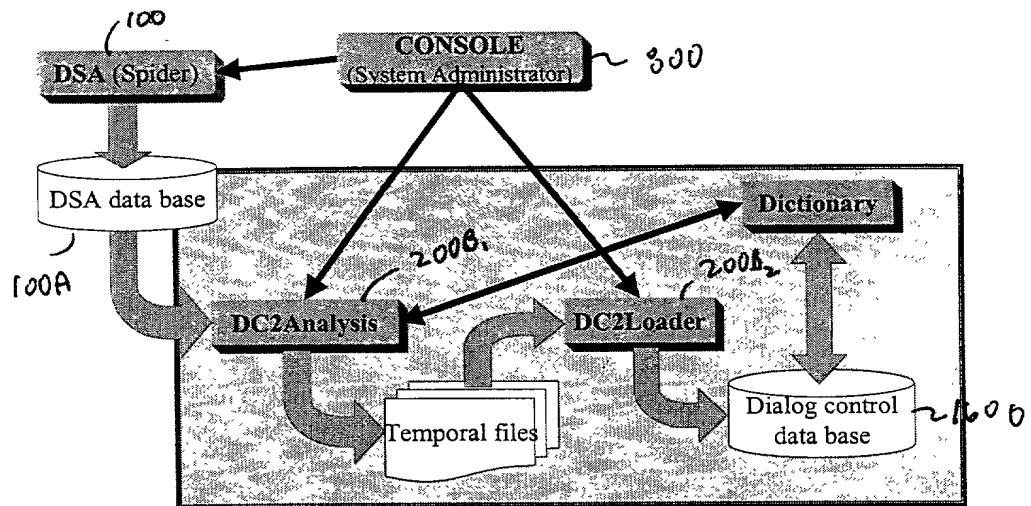 100
DSA (Spider)
CONSOLE
(System Administrator)
300
DSA data base
100A
Dictionary
200B1
200B2
DC2Analysis
DC2Loader
Temporal files
Dialog control
data base
1600